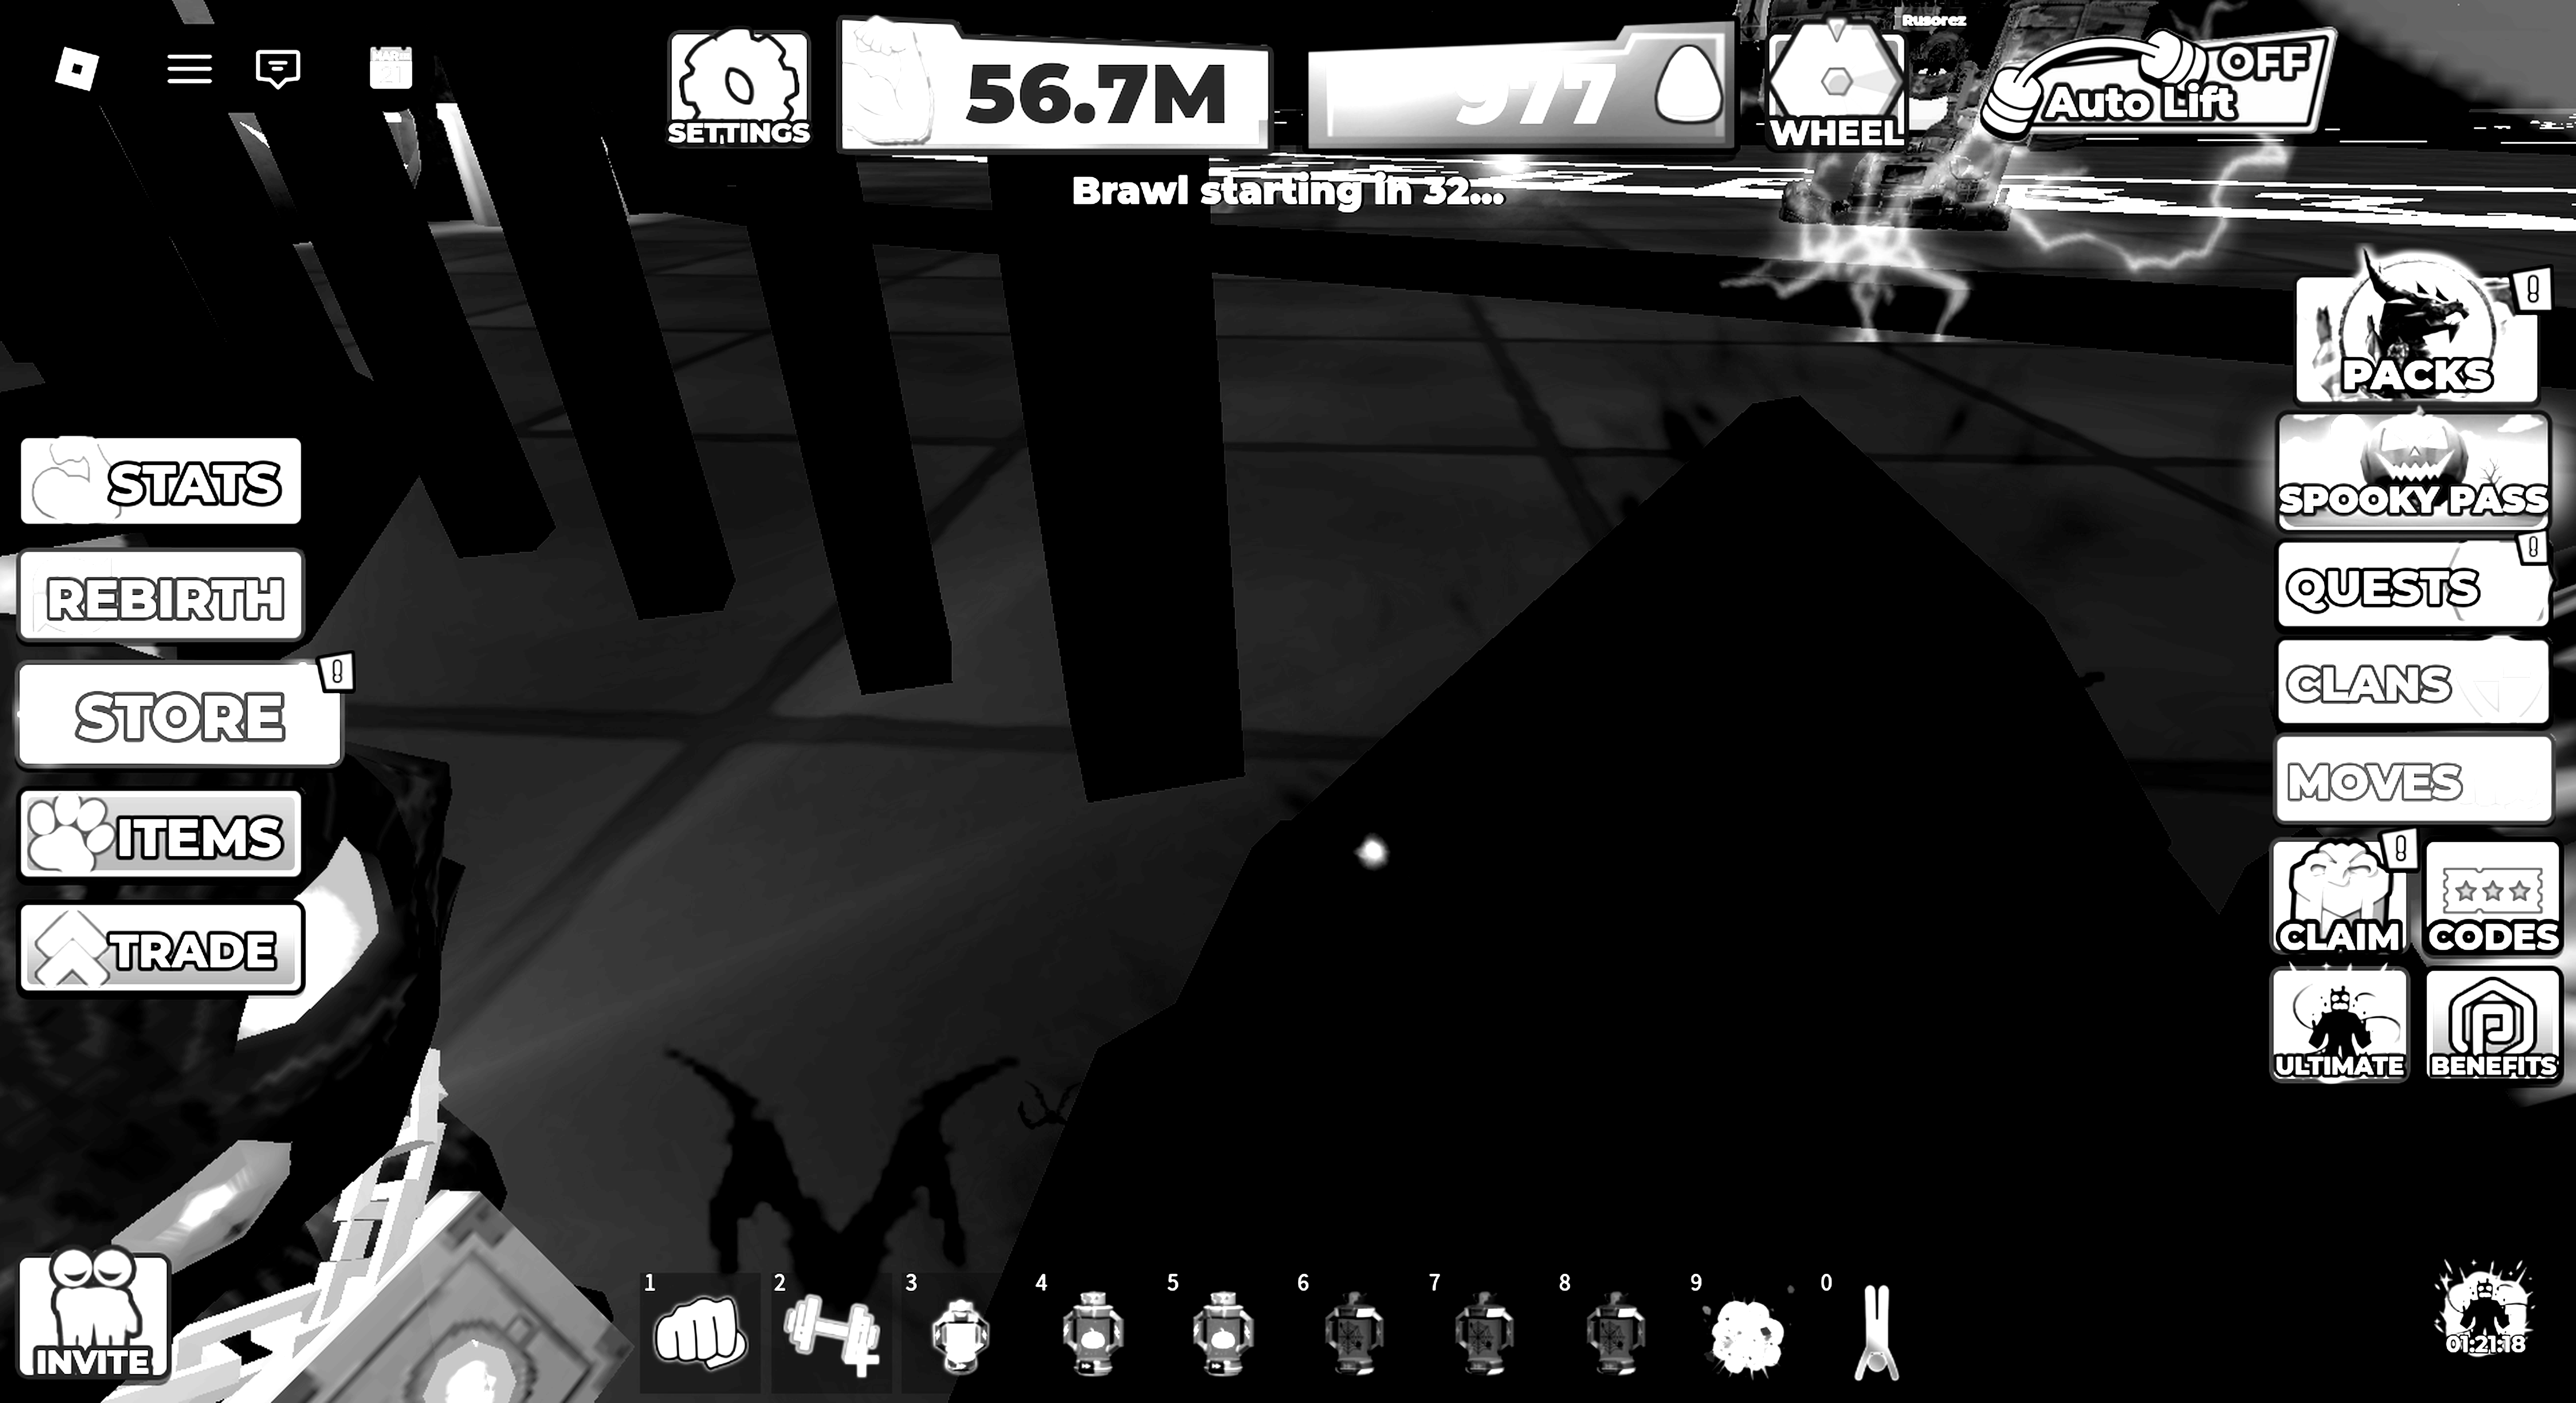 Rusorez
SETTINGS
56.7M
977
WHEEL
OFF
Auto Lift
Brawl starting in 32...
PACKS
SPOOKY PASS
STATS
QUESTS
REBIRTH
CLANS
STORE
MOVES
ITEMS
CLAIM
CODES
TRADE
ULTIMATE
BENEFITS
INVITE
1
2
3
4
5
6
7
8
9
0
01:21:18